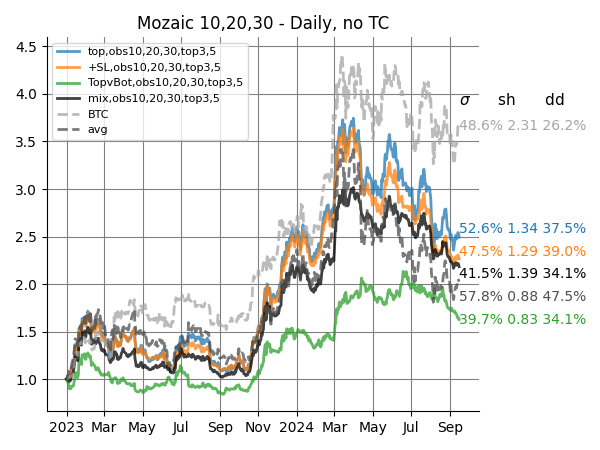 Mozaic 10,20,30 - Daily, no TC
4.5
4.0
3.5
3.0
2.5
2.0
1.5
1.0
top,obs10,20,30,top3,5
+SL,obs10,20,30,top3,5
TopvBot,obs10,20,30,top3,5
mix,obs10,20,30,top3,5
BTC
avg
σ sh dd
48.6% 2.31 26.2%
52.6% 1.34 37.5%
47.5% 1.29 39.0%
41.5% 1.39 34.1%
57.8% 0.88 47.5%
39.7% 0.83 34.1%
2023 Mar May Jul Sep Nov 2024 Mar May Jul Sep